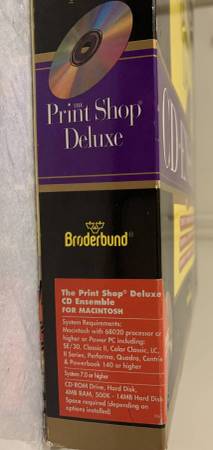 THE
Print Shop®
Deluxe
CD-E
Brøderbund®
The Print Shop® Deluxe
CD Ensemble
FOR MACINTOSH
System Requirements:
Macintosh with 68020 processor or
higher or Power PC including:
SE/30, Classic II, Color Classic, LC,
II Series, Performa, Quadra, Centris
& Powerbook 140 or higher
System 7.0 or higher
CD-ROM Drive, Hard Disk,
4MB RAM, 500K - 14MB Hard Disk
Space required (depending on
options installed)